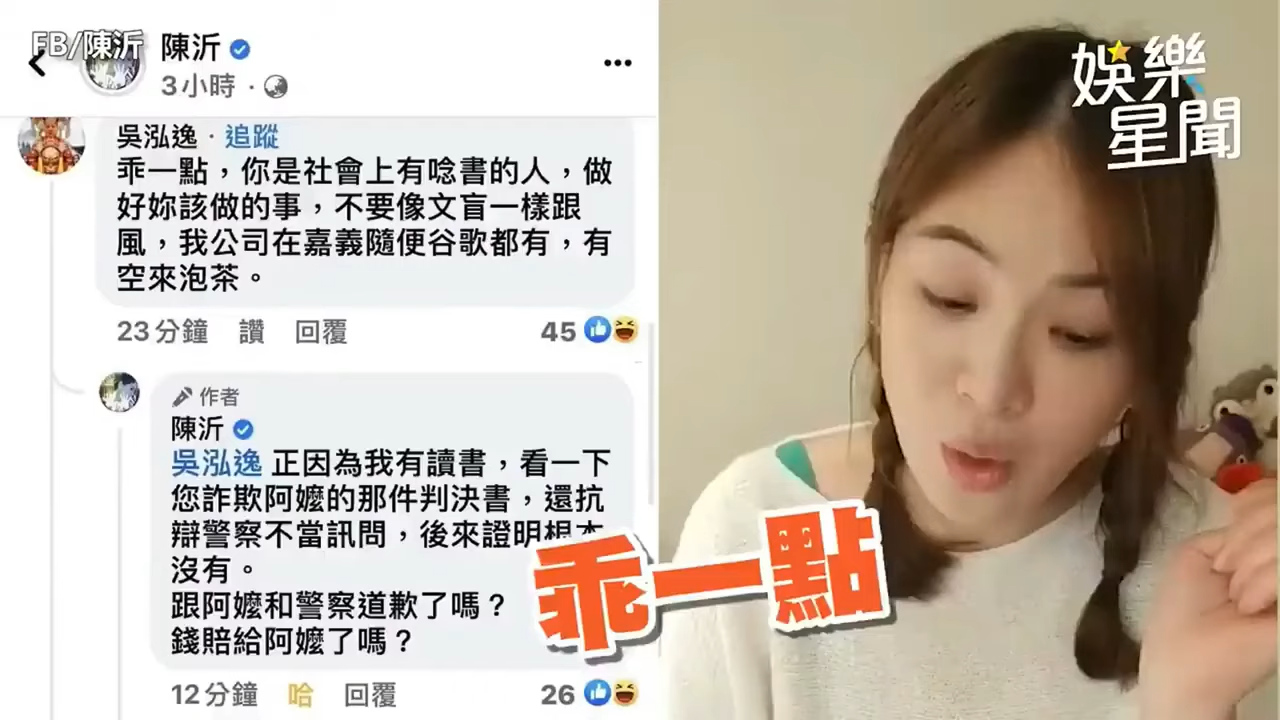 FB/陳沂
陳沂
3小時 ·
吳泓逸 · 追蹤
乖一點，你是社會上有唸書的人，做
好妳該做的事，不要像文盲一樣跟
風，我公司在嘉義隨便谷歌都有，有
空來泡茶。
23分鐘 讚 回覆 45
作者
陳沂
吳泓逸 正因為我有讀書，看一下
您詐欺阿嬤的那件判決書，還抗
辯警察不當訊問，後來證明根本
沒有。
跟阿嬤和警察道歉了嗎？
錢賠給阿嬤了嗎？
12分鐘 哈 回覆 26
乖一點
娛樂
星聞